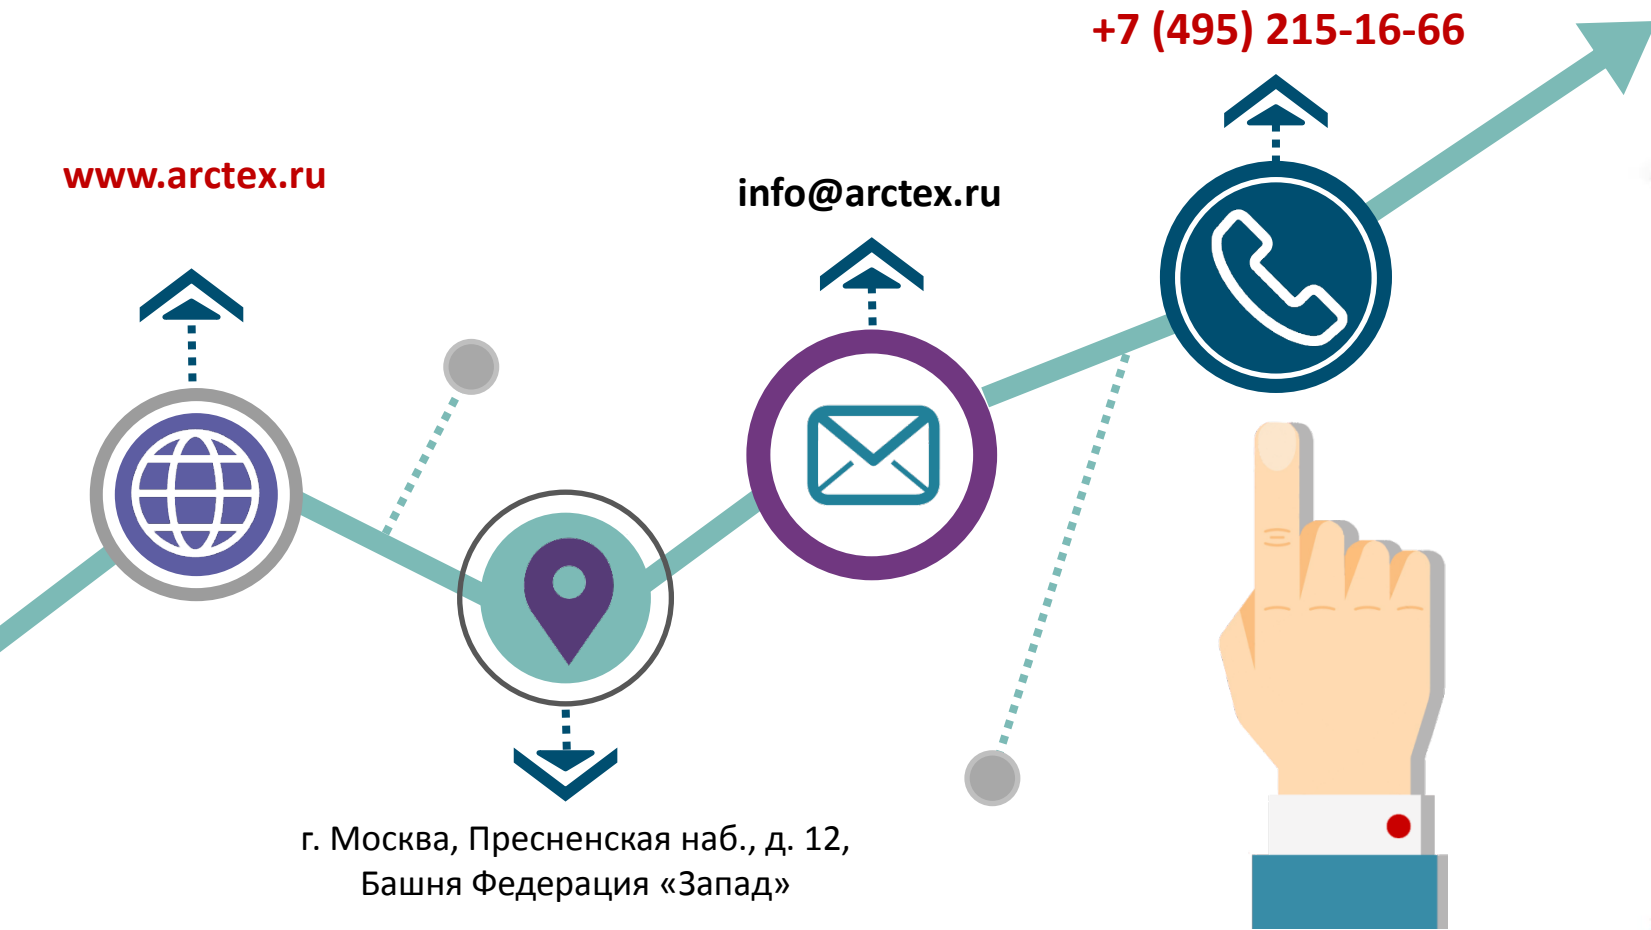 +7 (495) 215-16-66
www.arctex.ru
info@arctex.ru
г. Москва, Пресненская наб., д. 12,
Башня Федерация «Запад»